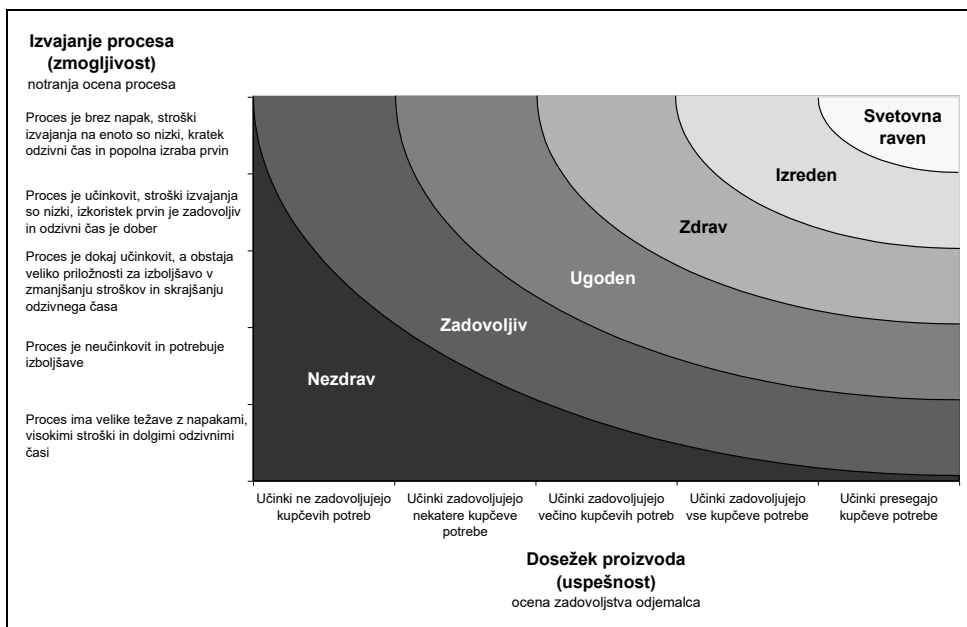 Izvajanje procesa
(zmogljivost)
notranja ocena procesa
Proces je brez napak, stroški
izvajanja na enoto so nizki, kratek
odzivni čas in popolna izraba prvin
Proces je učinkovit, stroški izvajanja
so nizki, izkoristek prvin je zadovoljiv
in odzivni čas je dober
Proces je dokaj učinkovit, a obstaja
veliko priložnosti za izboljšavo v
zmanjšanju stroškov in skrajšanju
odzivnega časa
Proces je neučinkovit in potrebuje
izboljšave
Proces ima velike težave z napakami,
visokimi stroški in dolgimi odzivnimi
časi
Svetovna
raven
Izreden
Zdrav
Ugoden
Zadovoljiv
Nezdrav
Učinki ne zadovoljujejo
kupčevih potreb
Učinki zadovoljujejo
nekatere kupčeve
potrebe
Učinki zadovoljujejo
večino kupčevih potreb
Učinki zadovoljujejo
vse kupčeve potrebe
Učinki presegajo
kupčeve potrebe
Dosežek proizvoda
(uspešnost)
ocena zadovoljstva odjemalca